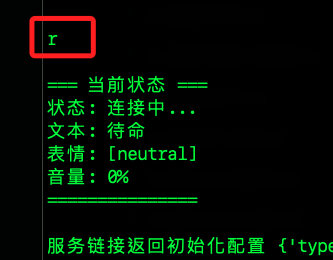 r
=== 当前状态 ===
状态: 连接中...
文本: 待命
表情: [neutral]
音量: 0%
===============
服务链接返回初始化配置 {'type